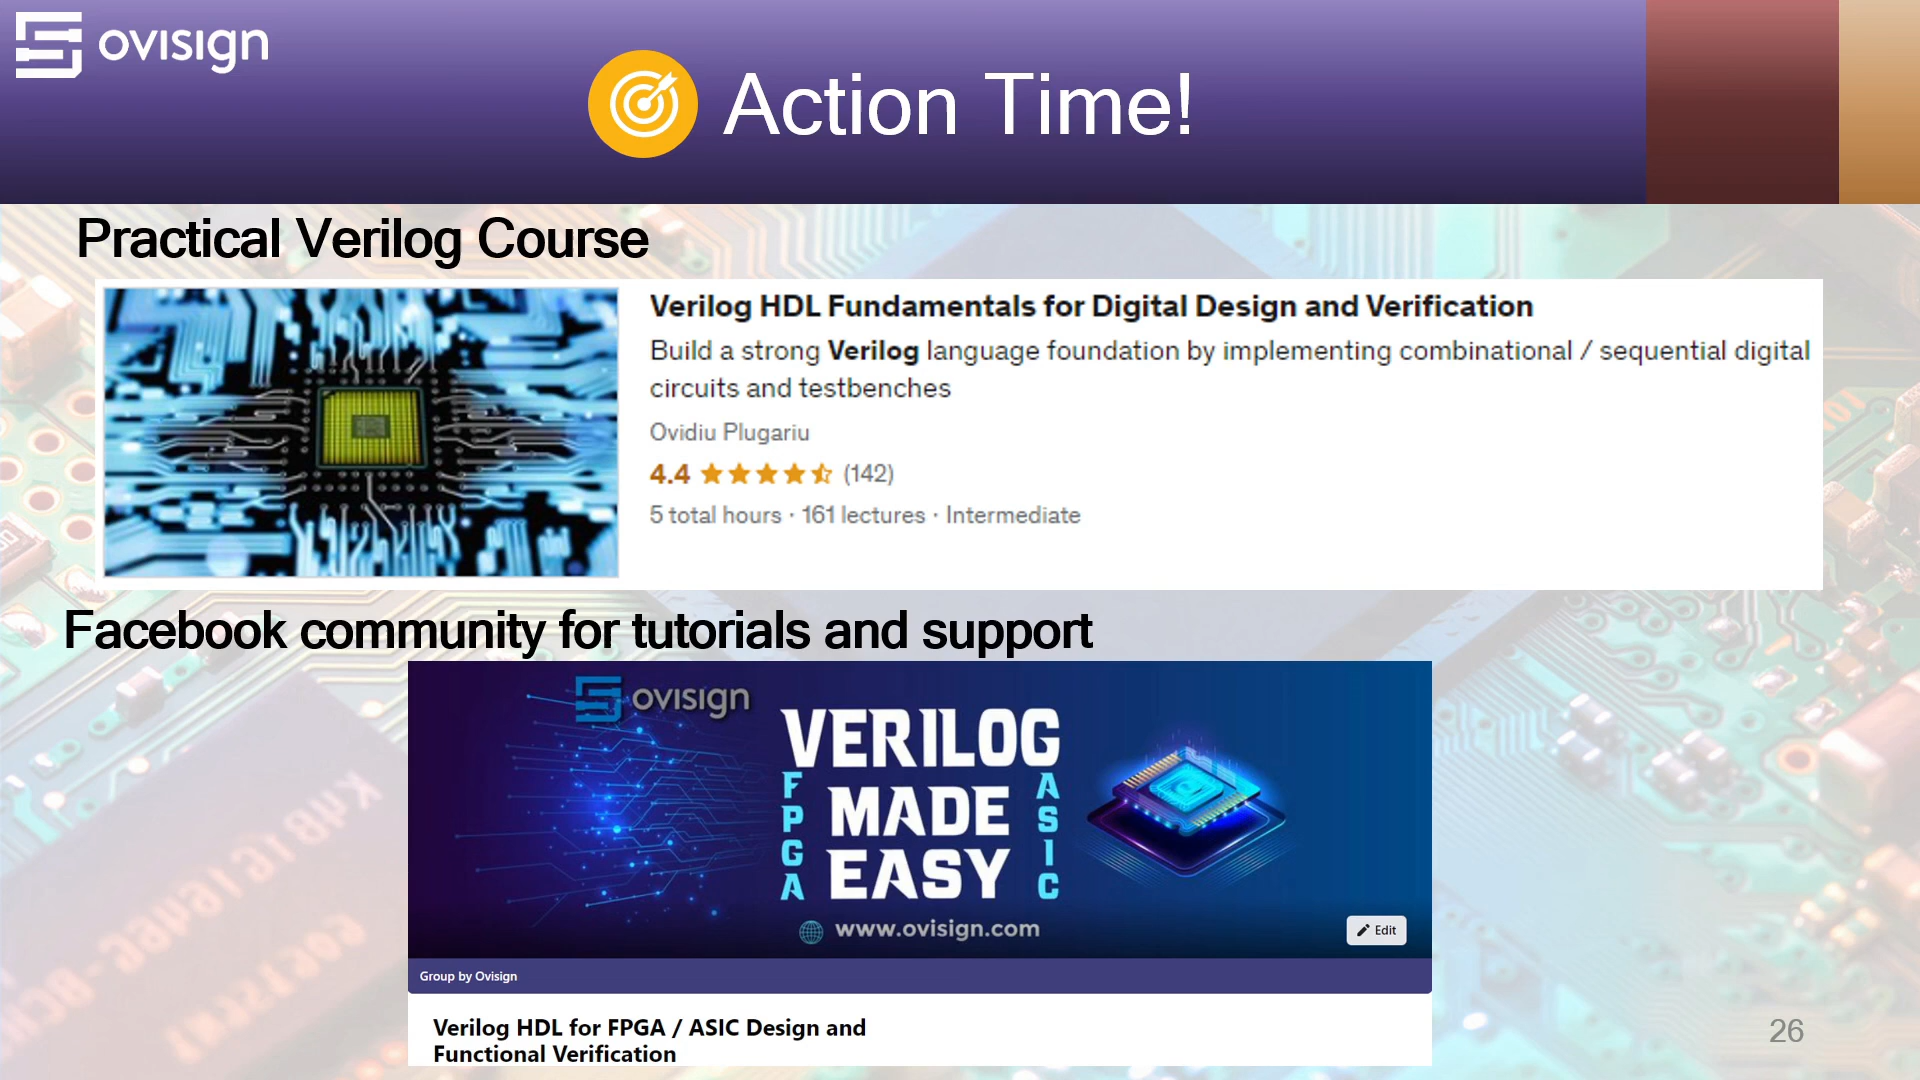 ovisign
Action Time!
Practical Verilog Course
Verilog HDL Fundamentals for Digital Design and Verification
Build a strong Verilog language foundation by implementing combinational / sequential digital
circuits and testbenches
Ovidiu Plugariu
4.4 (142)
5 total hours · 161 lectures · Intermediate
Facebook community for tutorials and support
ovisign
VERILOG
MADE
EASY
FPGA
ASIC
www.ovisign.com
Edit
Group by Ovisign
Verilog HDL for FPGA / ASIC Design and
Functional Verification
26